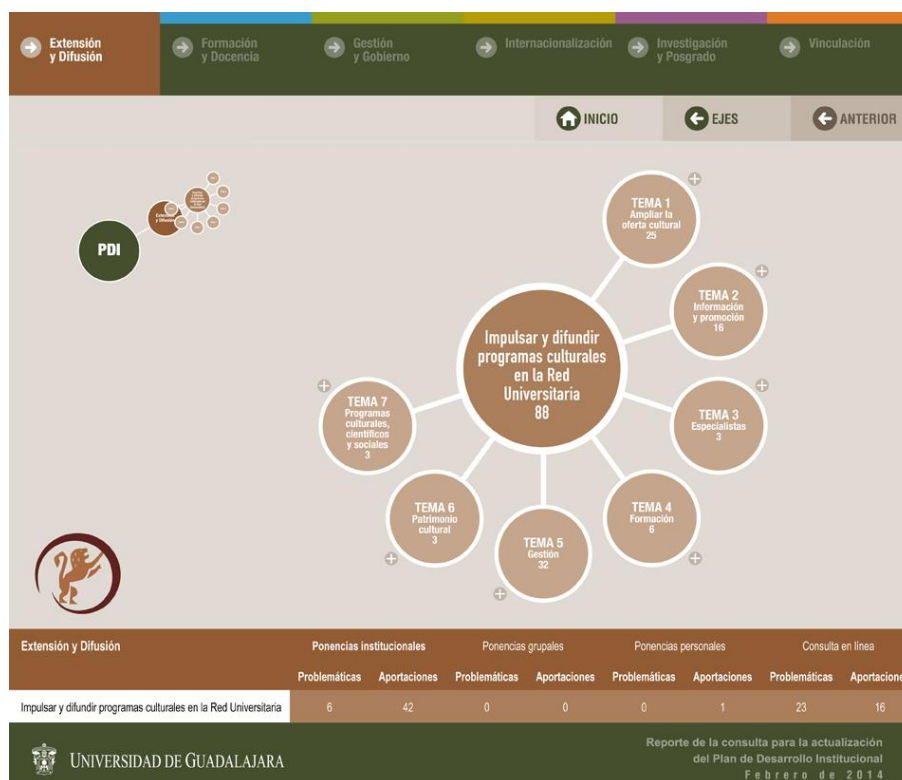 Extensión
y Difusión
Formación
y Docencia
Gestión
y Gobierno
Internacionalización
Investigación
y Posgrado
Vinculación
INICIO
EJES
ANTERIOR
PDI
Extensión
y Difusión
TEMA 1
Ampliar la
oferta cultural
25
TEMA 2
Información
y promoción
16
Impulsar y difundir
programas culturales
en la Red
Universitaria
88
TEMA 3
Especialistas
3
TEMA 7
Programas
culturales,
científicos
y sociales
3
TEMA 6
Patrimonio
cultural
3
TEMA 5
Gestión
32
TEMA 4
Formación
6
Extensión y Difusión Ponencias institucionales Ponencias grupales Ponencias personales Consulta en línea
Problemáticas Aportaciones Problemáticas Aportaciones Problemáticas Aportaciones Problemáticas Aportacione
Impulsar y difundir programas culturales en la Red Universitaria 6 42 0 0 0 1 23 16
UNIVERSIDAD DE GUADALAJARA
Reporte de la consulta para la actualización
del Plan de Desarrollo Institucional
Febrero de 2014